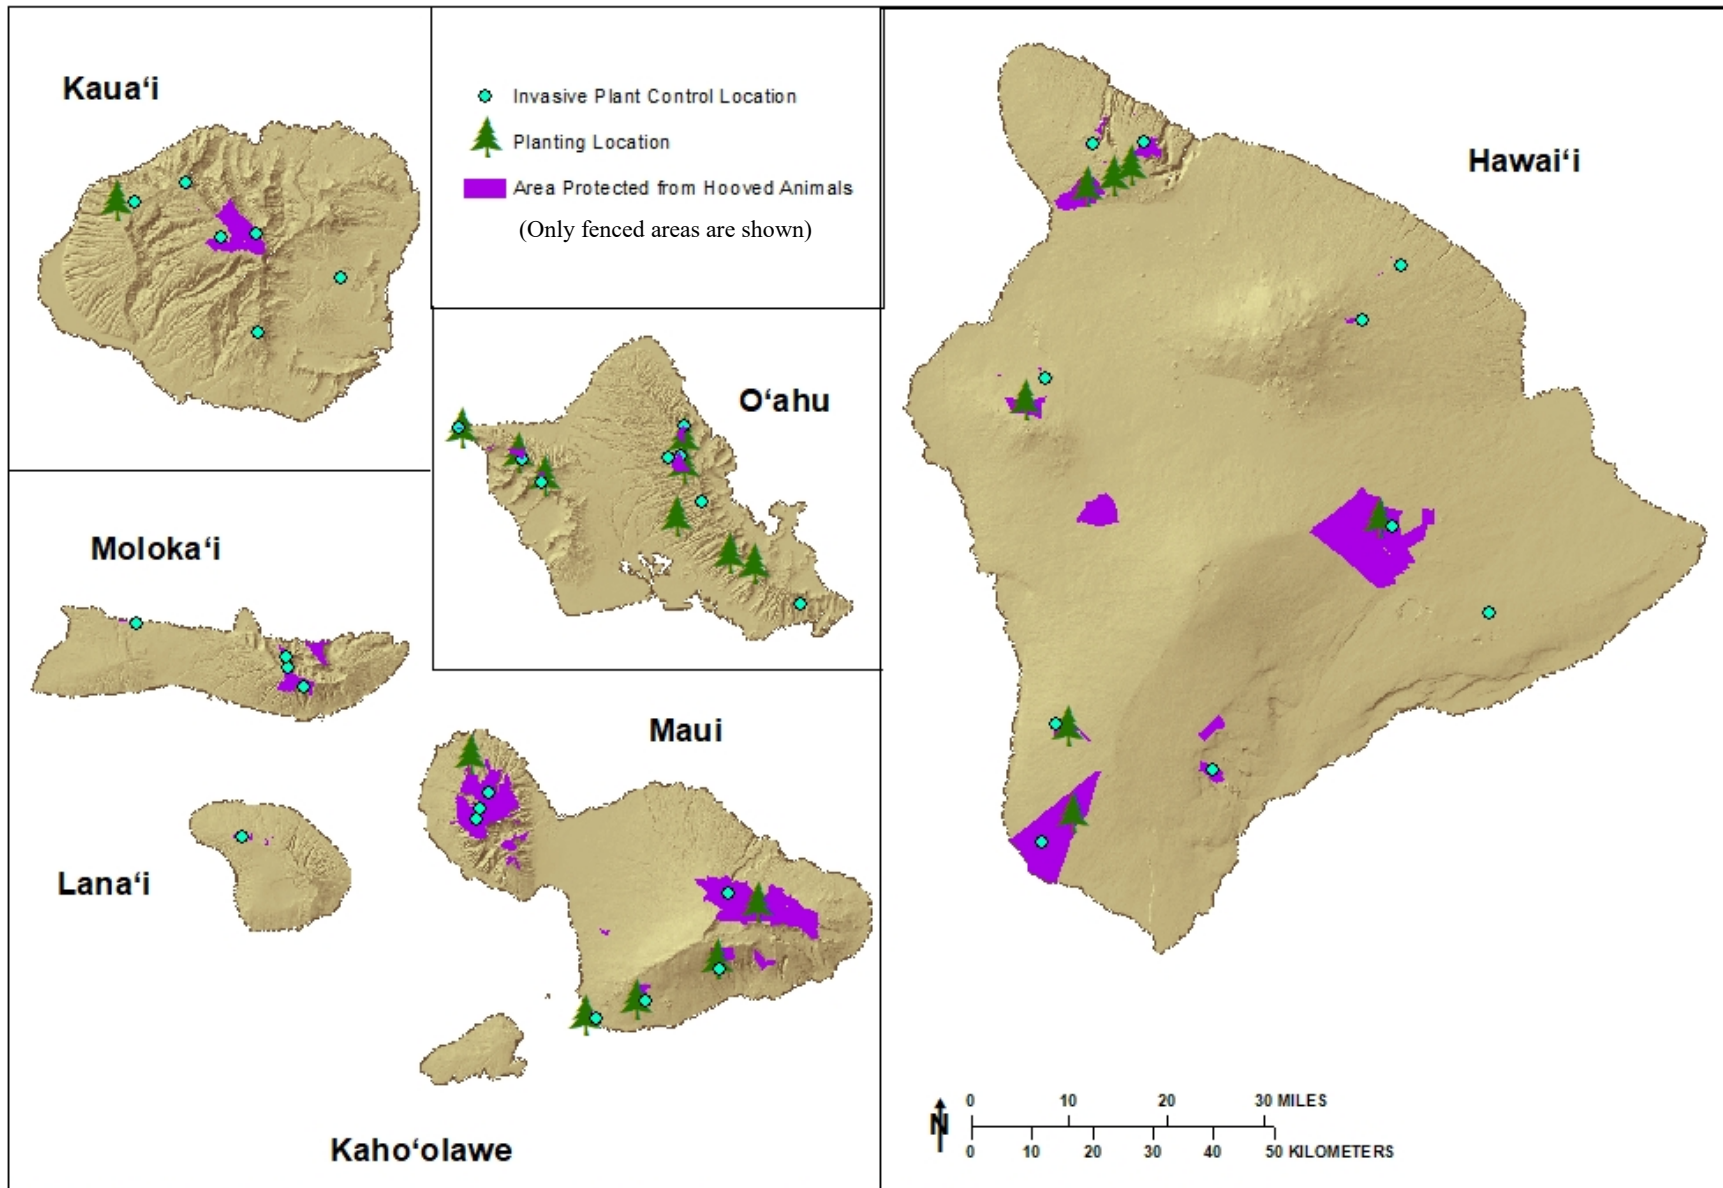 Kaua‘i
Invasive Plant Control Location
Planting Location
Area Protected from Hooved Animals
(Only fenced areas are shown)
Hawai‘i
O‘ahu
Moloka‘i
Maui
Lana‘i
Kaho‘olawe
N
0 10 20 30 MILES
0 10 20 30 40 50 KILOMETERS